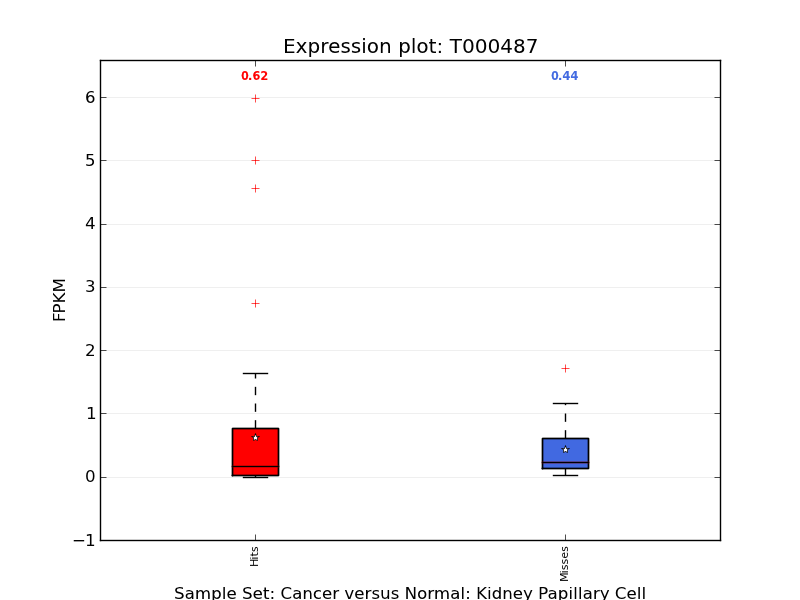 Expression plot: T000487
0.62
0.44
6
5
4
3
2
1
0
−1
FPKM
Hits
Misses
Sample Set: Cancer versus Normal: Kidney Papillary Cell